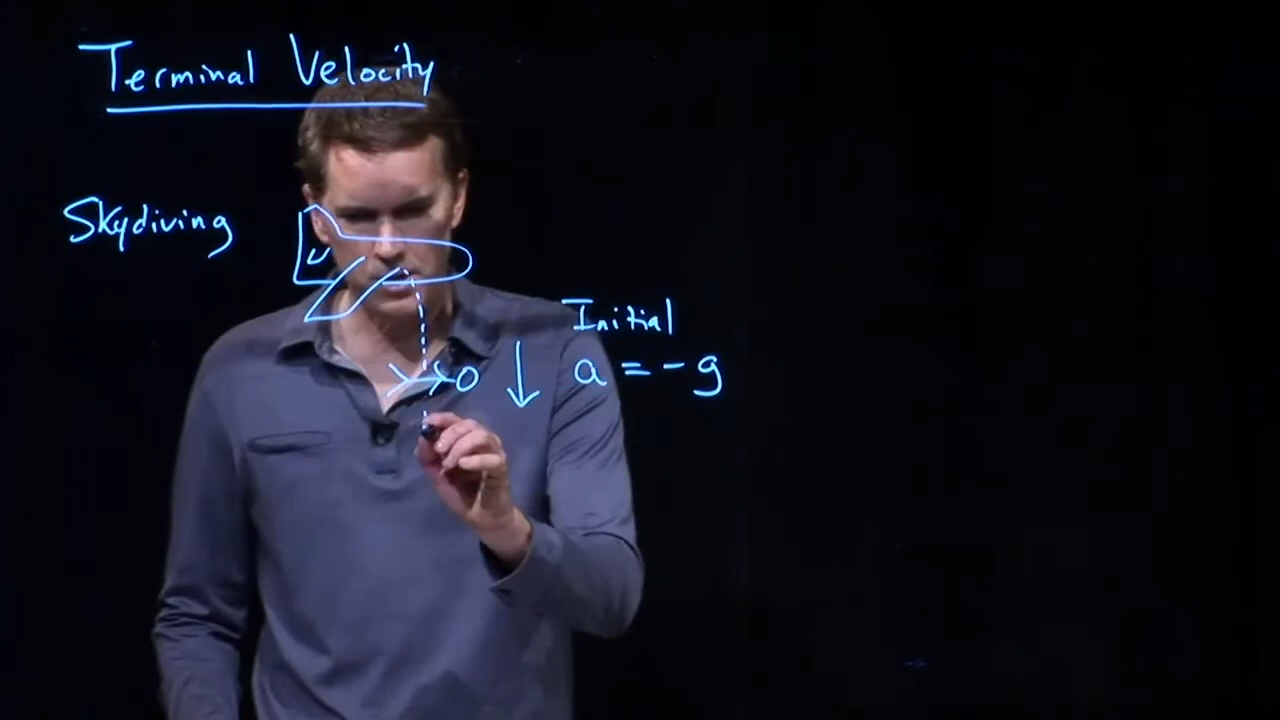 Terminal Velocity
Skydiving
Initial
a = -g